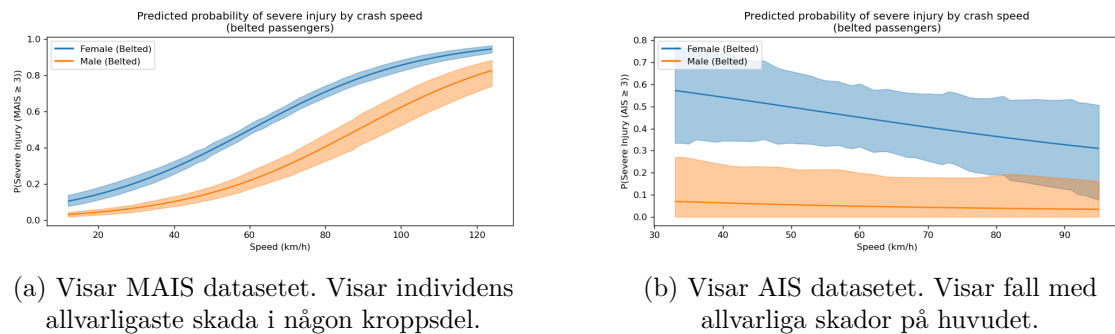 Predicted probability of severe injury by crash speed
(belted passengers)
Female (Belted)
Male (Belted)
P(Severe Injury (MAIS ≥ 3))
1.0
0.8
0.6
0.4
0.2
0.0
20
40
60
80
100
120
Speed (km/h)
(a) Visar MAIS datasetet. Visar individens
allvarligaste skada i någon kroppsdel.
Predicted probability of severe injury by crash speed
(belted passengers)
Female (Belted)
Male (Belted)
P(Severe Injury (AIS ≥ 3))
0.8
0.7
0.6
0.5
0.4
0.3
0.2
0.1
0.0
30
40
50
60
70
80
90
Speed (km/h)
(b) Visar AIS datasetet. Visar fall med
allvarliga skador på huvudet.